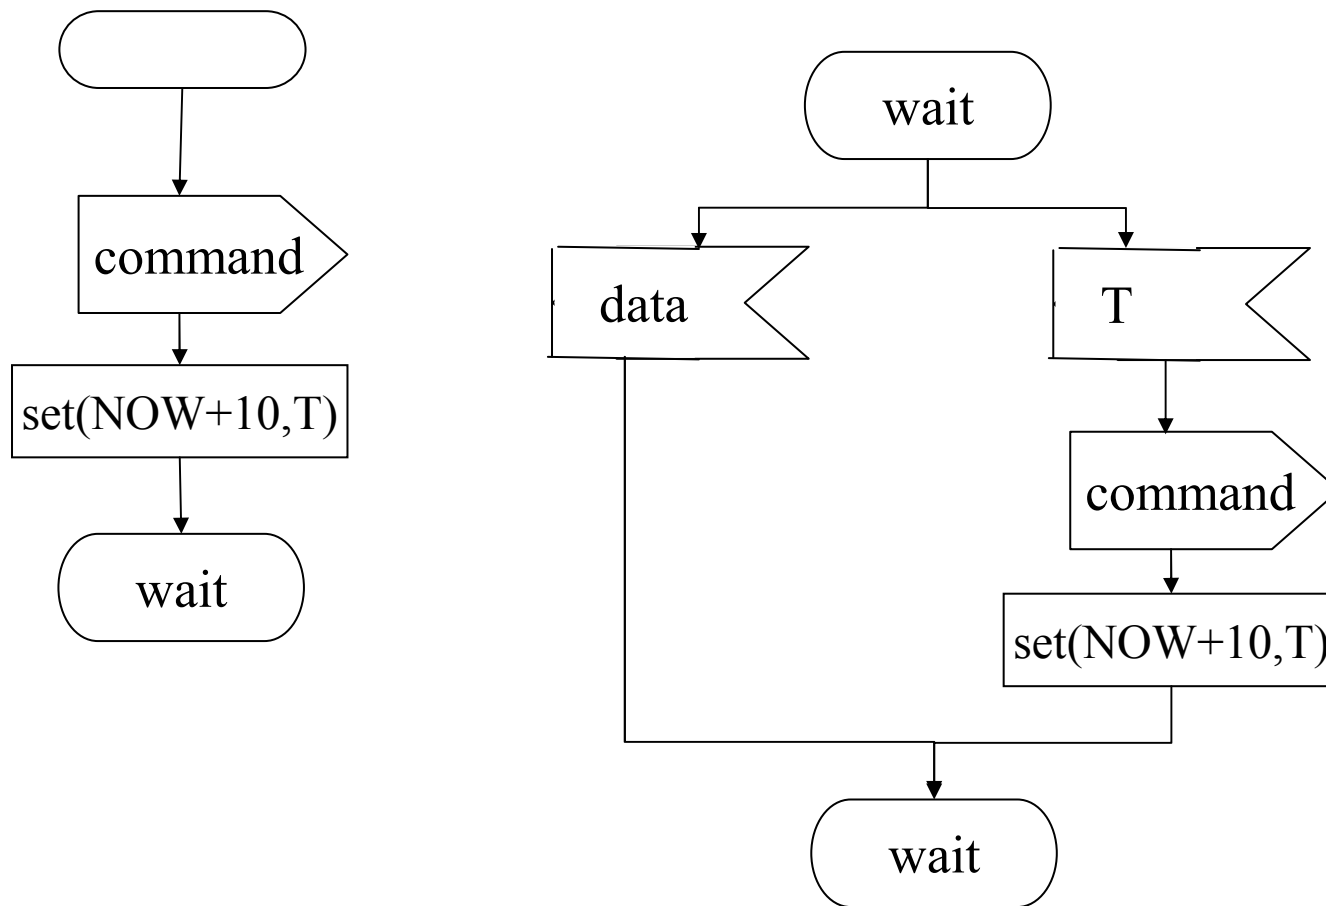 command
set(NOW+10,T)
wait
wait
data
T
command
set(NOW+10,T)
wait